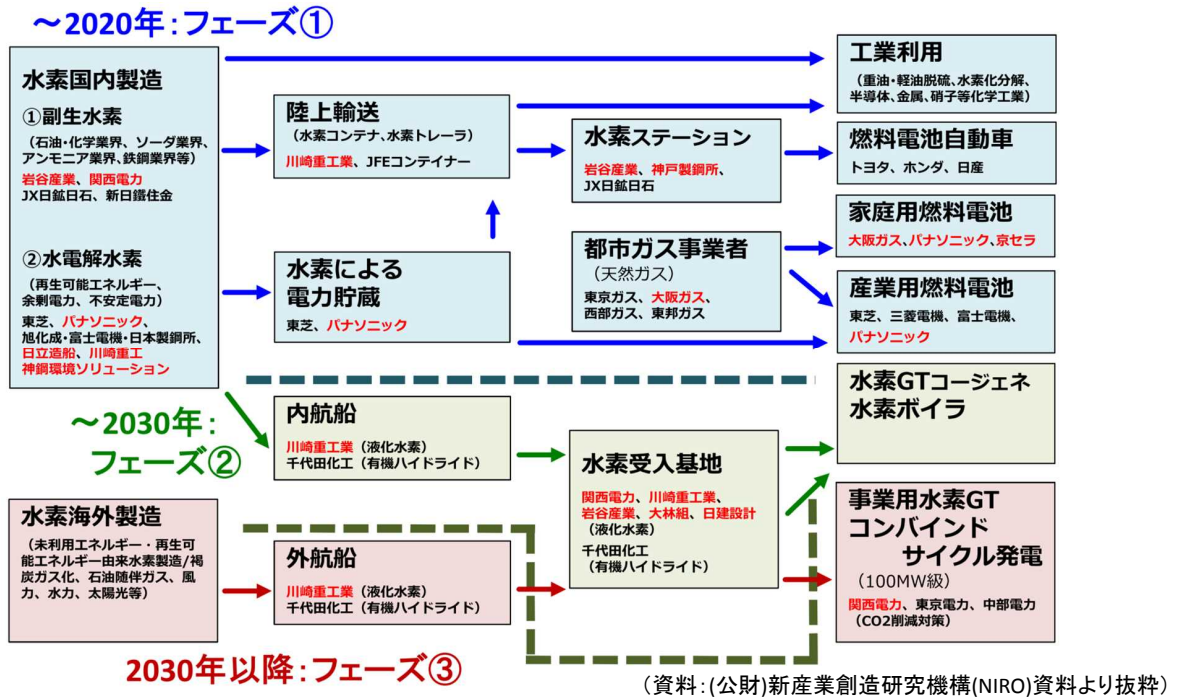 ～2020年：フェーズ①
水素国内製造
①副生水素
（石油・化学業界、ソーダ業界、
アンモニア業界、鉄鋼業界等）
岩谷産業、関西電力
JX日鉱日石、新日鐵住金
②水電解水素
（再生可能エネルギー、
余剰電力、不安定電力）
東芝、パナソニック、
旭化成・富士電機・日本製鋼所、
日立造船、川崎重工
神鋼環境ソリューション
陸上輸送
（水素コンテナ、水素トレーラ）
川崎重工業、JFEコンテイナー
水素による
電力貯蔵
東芝、パナソニック
水素ステーション
岩谷産業、神戸製鋼所、
JX日鉱日石
都市ガス事業者
（天然ガス）
東京ガス、大阪ガス、
西部ガス、東邦ガス
工業利用
（重油・軽油脱硫、水素化分解、
半導体、金属、硝子等化学工業）
燃料電池自動車
トヨタ、ホンダ、日産
家庭用燃料電池
大阪ガス、パナソニック、京セラ
産業用燃料電池
東芝、三菱電機、富士電機、
パナソニック
～2030年：
フェーズ②
内航船
川崎重工業（液化水素）
千代田化工（有機ハイドライド）
水素受入基地
関西電力、川崎重工業、
岩谷産業、大林組、日建設計
（液化水素）
千代田化工
（有機ハイドライド）
水素GTコージェネ
水素ボイラ
水素海外製造
（未利用エネルギー・再生可
能エネルギー由来水素製造/褐
炭ガス化、石油随伴ガス、風
力、水力、太陽光等）
外航船
川崎重工業（液化水素）
千代田化工（有機ハイドライド）
事業用水素GT
コンバインド
サイクル発電
（100MW級）
関西電力、東京電力、中部電力
（CO2削減対策）
2030年以降：フェーズ③
（資料：(公財)新産業創造研究機構(NIRO)資料より抜粋）